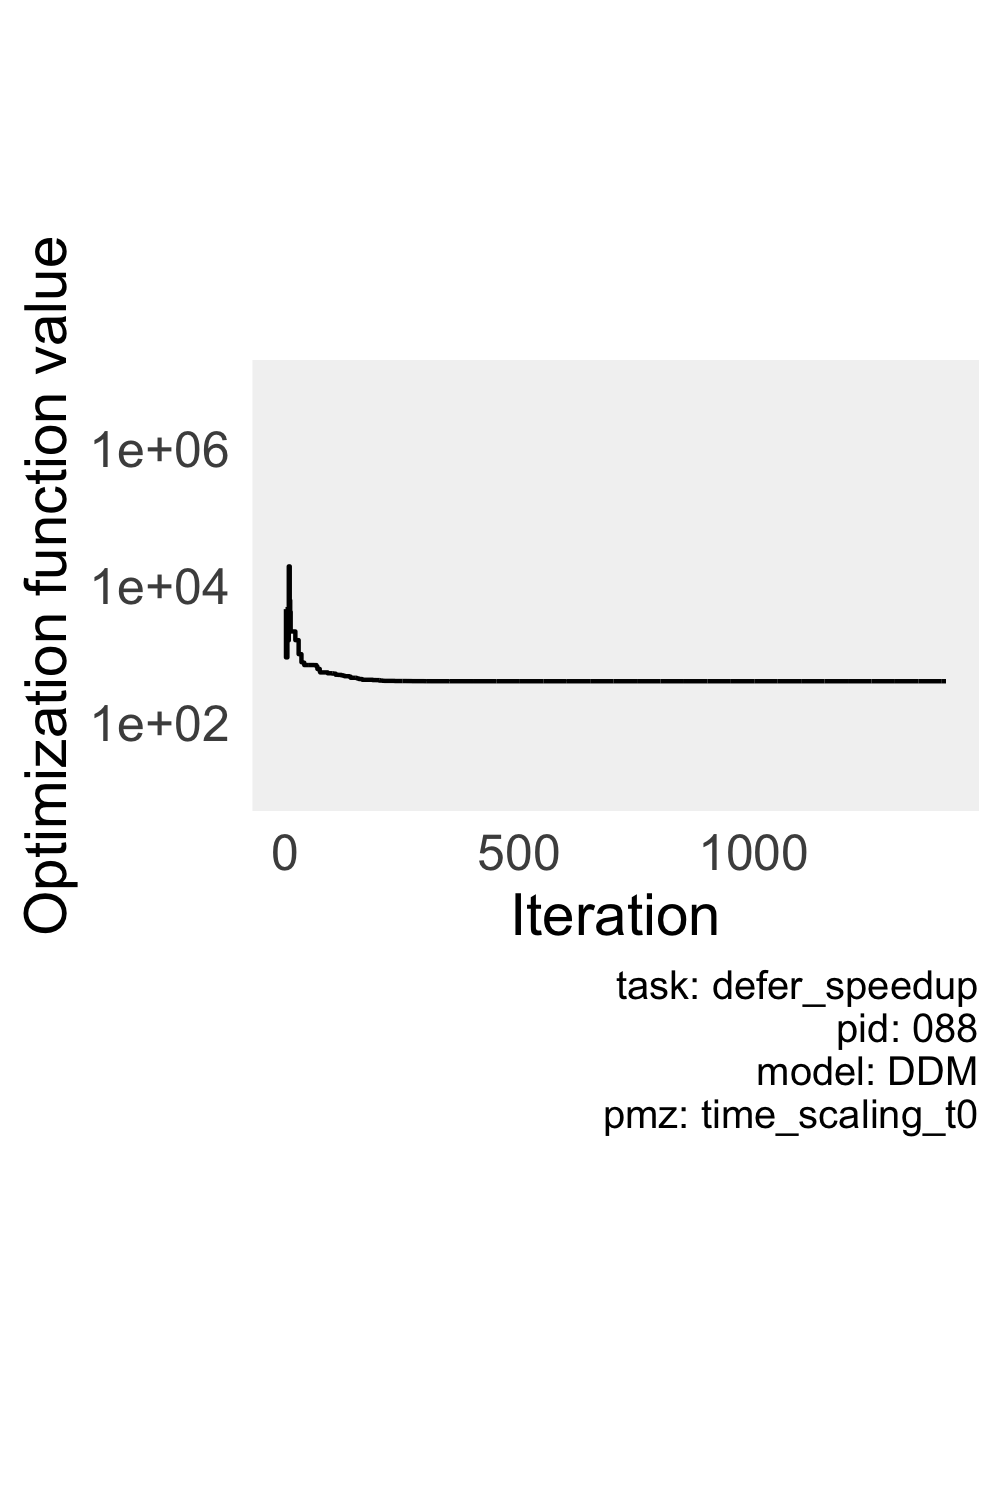 Optimization function value
1e+06
1e+04
1e+02
0 500 1000
Iteration
task: defer_speedup
pid: 088
model: DDM
pmz: time_scaling_t0